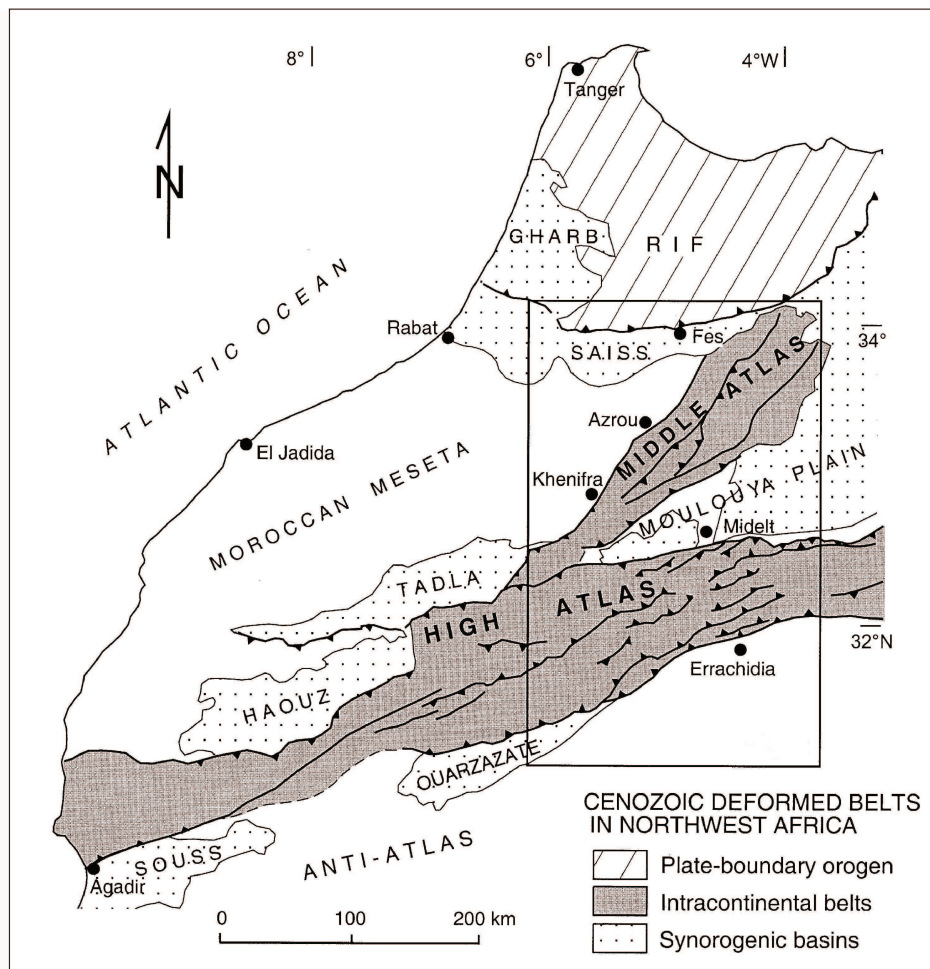 8°
6°
4°W
Tanger
N
GHARB
RIF
ATLANTIC OCEAN
Rabat
Fes
34°
SAISS
MIDDLE ATLAS
Azrou
El Jadida
Khenifra
MOROCCAN MESETA
MOULOUYA PLAIN
Midelt
TADLA
HIGH ATLAS
32°N
Errachidia
HAOUZ
OUARZAZATE
CENOZOIC DEFORMED BELTS
IN NORTHWEST AFRICA
Plate-boundary orogen
Intracontinental belts
Synorogenic basins
SOUSS
ANTI-ATLAS
Agadir
0 100 200 km